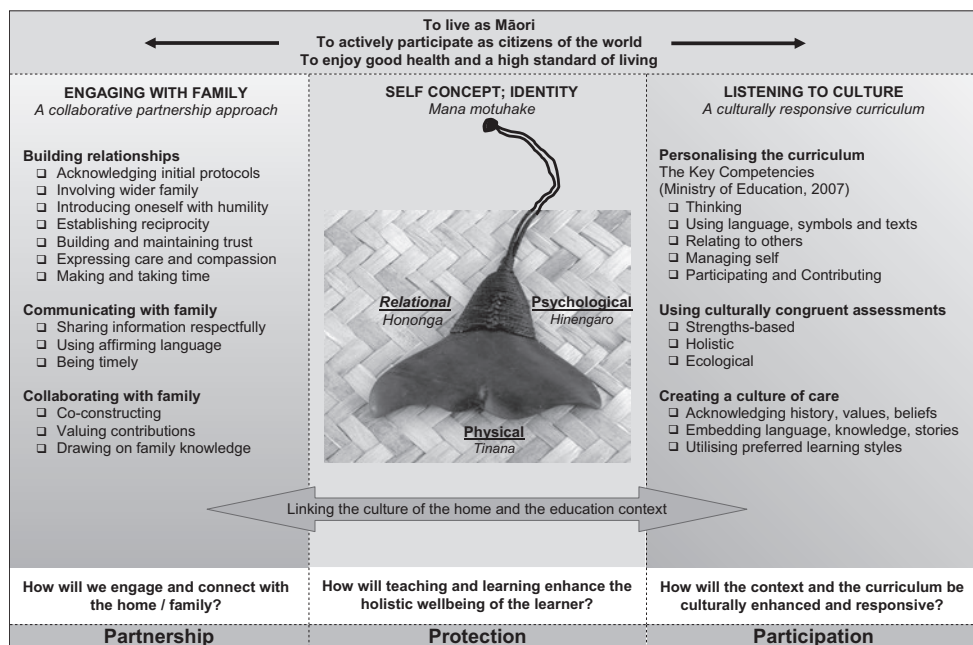 To live as Māori
To actively participate as citizens of the world
To enjoy good health and a high standard of living
ENGAGING WITH FAMILY
A collaborative partnership approach
Building relationships
❑ Acknowledging initial protocols
❑ Involving wider family
❑ Introducing oneself with humility
❑ Establishing reciprocity
❑ Building and maintaining trust
❑ Expressing care and compassion
❑ Making and taking time
Communicating with family
❑ Sharing information respectfully
❑ Using affirming language
❑ Being timely
Collaborating with family
❑ Co-constructing
❑ Valuing contributions
❑ Drawing on family knowledge
SELF CONCEPT; IDENTITY
Mana motuhake
Relational
Hononga
Psychological
Hinengaro
Physical
Tinana
LISTENING TO CULTURE
A culturally responsive curriculum
Personalising the curriculum
The Key Competencies
(Ministry of Education, 2007)
❑ Thinking
❑ Using language, symbols and texts
❑ Relating to others
❑ Managing self
❑ Participating and Contributing
Using culturally congruent assessments
❑ Strengths-based
❑ Holistic
❑ Ecological
Creating a culture of care
❑ Acknowledging history, values, beliefs
❑ Embedding language, knowledge, stories
❑ Utilising preferred learning styles
Linking the culture of the home and the education context
How will we engage and connect with
the home / family?
How will teaching and learning enhance the
holistic wellbeing of the learner?
How will the context and the curriculum be
culturally enhanced and responsive?
Partnership
Protection
Participation